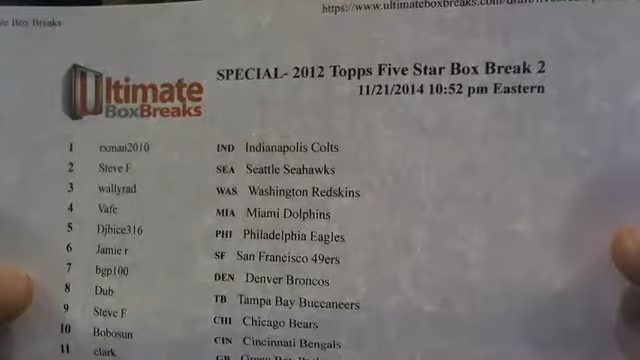 https://www.ultimateboxbreaks.com/
Box Breaks
Ultimate
BoxBreaks
SPECIAL- 2012 Topps Five Star Box Break 2
11/21/2014 10:52 pm Eastern
1 rxman2010 IND Indianapolis Colts
2 Steve F SEA Seattle Seahawks
3 wallyrad WAS Washington Redskins
4 Vafe MIA Miami Dolphins
5 Djbice316 PHI Philadelphia Eagles
6 Jamie r SF San Francisco 49ers
7 bgp100 DEN Denver Broncos
8 Dub TB Tampa Bay Buccaneers
9 Steve F CHI Chicago Bears
10 Bobosun CIN Cincinnati Bengals
11 clark GB Green Bay